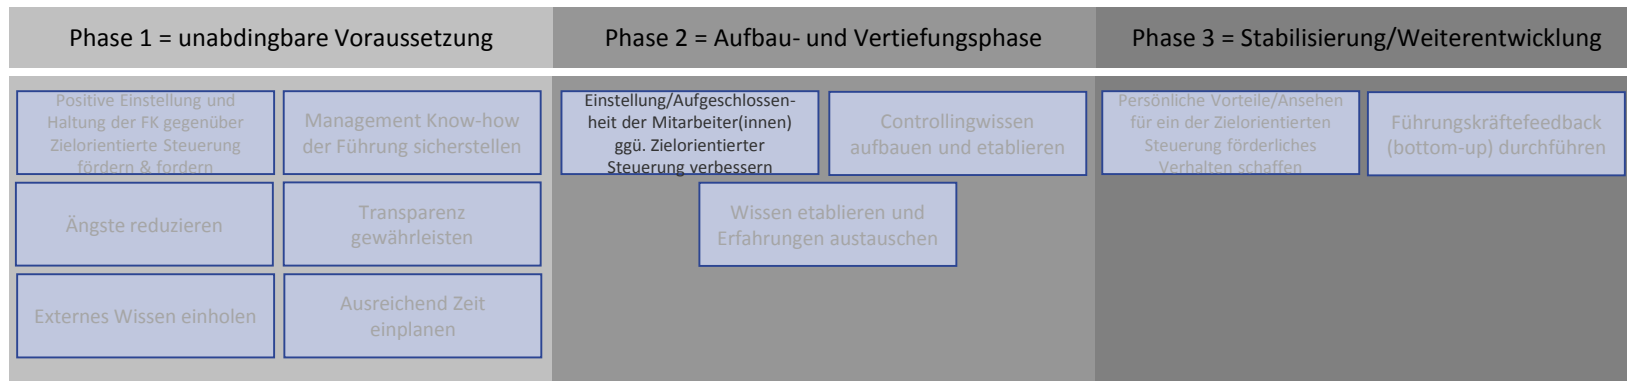 Phase 1 = unabdingbare Voraussetzung
Phase 2 = Aufbau- und Vertiefungsphase
Phase 3 = Stabilisierung/Weiterentwicklung
Positive Einstellung und
Haltung der FK gegenüber
Zielorientierte Steuerung
fördern & fordern
Management Know-how
der Führung sicherstellen
Ängste reduzieren
Transparenz
gewährleisten
Externes Wissen einholen
Ausreichend Zeit
einplanen
Einstellung/Aufgeschlossen-
heit der Mitarbeiter(innen)
ggü. Zielorientierter
Steuerung verbessern
Controllingwissen
aufbauen und etablieren
Wissen etablieren und
Erfahrungen austauschen
Persönliche Vorteile/Ansehen
für ein der Zielorientierten
Steuerung förderliches
Verhalten schaffen
Führungskräftefeedback
(bottom-up) durchführen